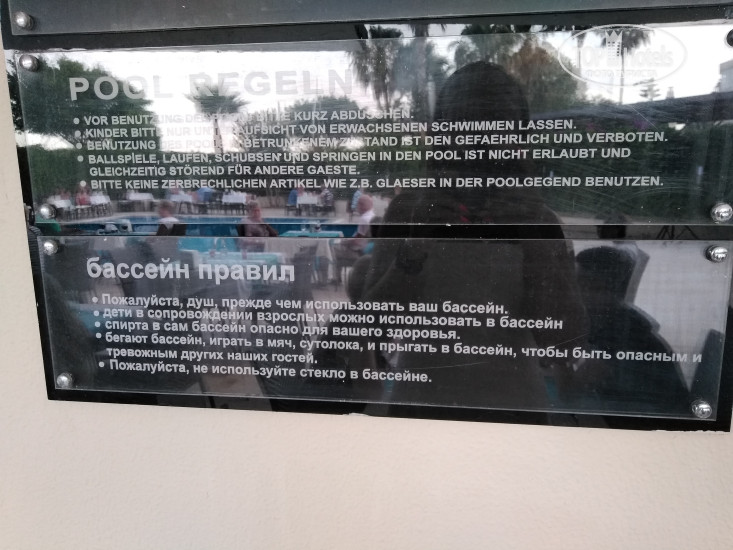 TOPHotels
POOL REGELN
• VOR BENUTZUNG DES POOLS BITTE KURZ ABDUSCHEN.
• KINDER BITTE NUR UNTER AUFSICHT VON ERWACHSENEN SCHWIMMEN LASSEN.
• BENUTZUNG DES POOLS BETRUNKENEM ZUSTAND IST DEN GEFAEHRLICH UND VERBOTEN.
• BALLSPIELE, LAUFEN, SCHUBSEN UND SPRINGEN IN DEN POOL IST NICHT ERLAUBT UND
GLEICHZEITIG STÖREND FÜR ANDERE GAESTE.
• BITTE KEINE ZERBRECHLICHEN ARTIKEL WIE Z.B. GLAESER IN DER POOLGEGEND BENUTZEN.
бассейн правил
• Пожалуйста, душ, прежде чем использовать ваш бассейн.
• дети в сопровождении взрослых можно использовать в бассейн
• спирта в сам бассейн опасно для вашего здоровья.
• бегают бассейн, играть в мяч, сутолока, и прыгать в бассейн, чтобы быть опасным и
тревожным других наших гостей.
• Пожалуйста, не используйте стекло в бассейне.